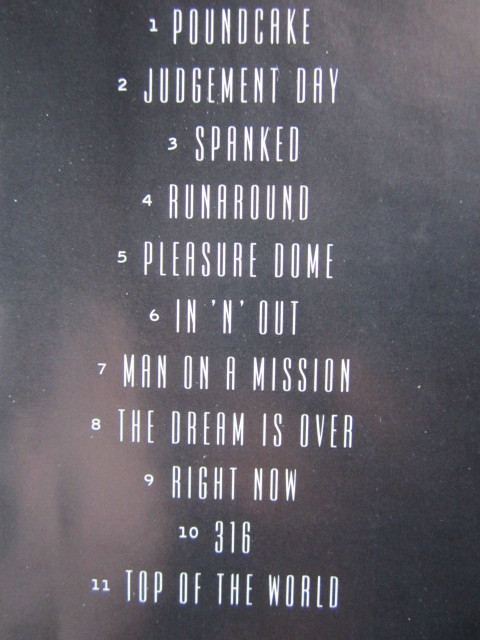 1 POUNDCAKE
2 JUDGEMENT DAY
3 SPANKED
4 RUNAROUND
5 PLEASURE DOME
6 IN 'N' OUT
7 MAN ON A MISSION
8 THE DREAM IS OVER
9 RIGHT NOW
10 316
11 TOP OF THE WORLD